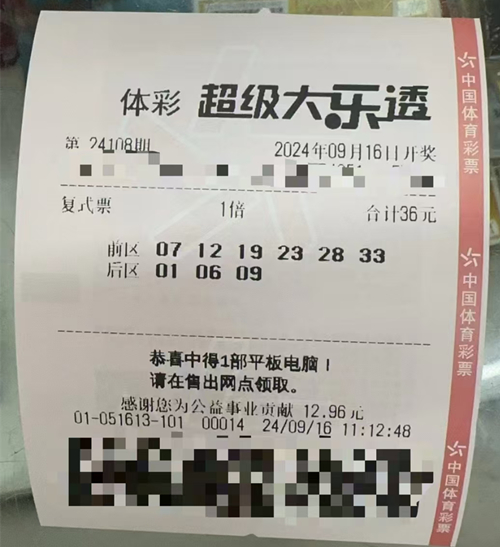 体彩 超级大乐透
第 24108期 2024年09月16日开奖
复式票 1倍 合计36元
前区 07 12 19 23 28 33
后区 01 06 09
恭喜中得1部平板电脑！
请在售出网点领取。
感谢您为公益事业贡献 12.96元
01-051613-101 00014 24/09/16 11:12:48
中国体育彩票
中国体育彩票
中国体育彩票